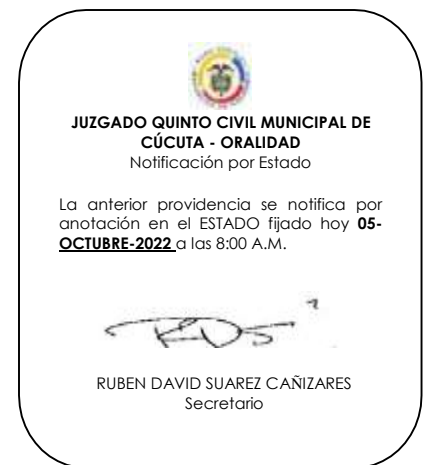 JUZGADO QUINTO CIVIL MUNICIPAL DE
CÚCUTA - ORALIDAD
Notificación por Estado
La anterior providencia se notifica por
anotación en el ESTADO fijado hoy 05-
OCTUBRE-2022 a las 8:00 A.M.
RUBEN DAVID SUAREZ CAÑIZARES
Secretario